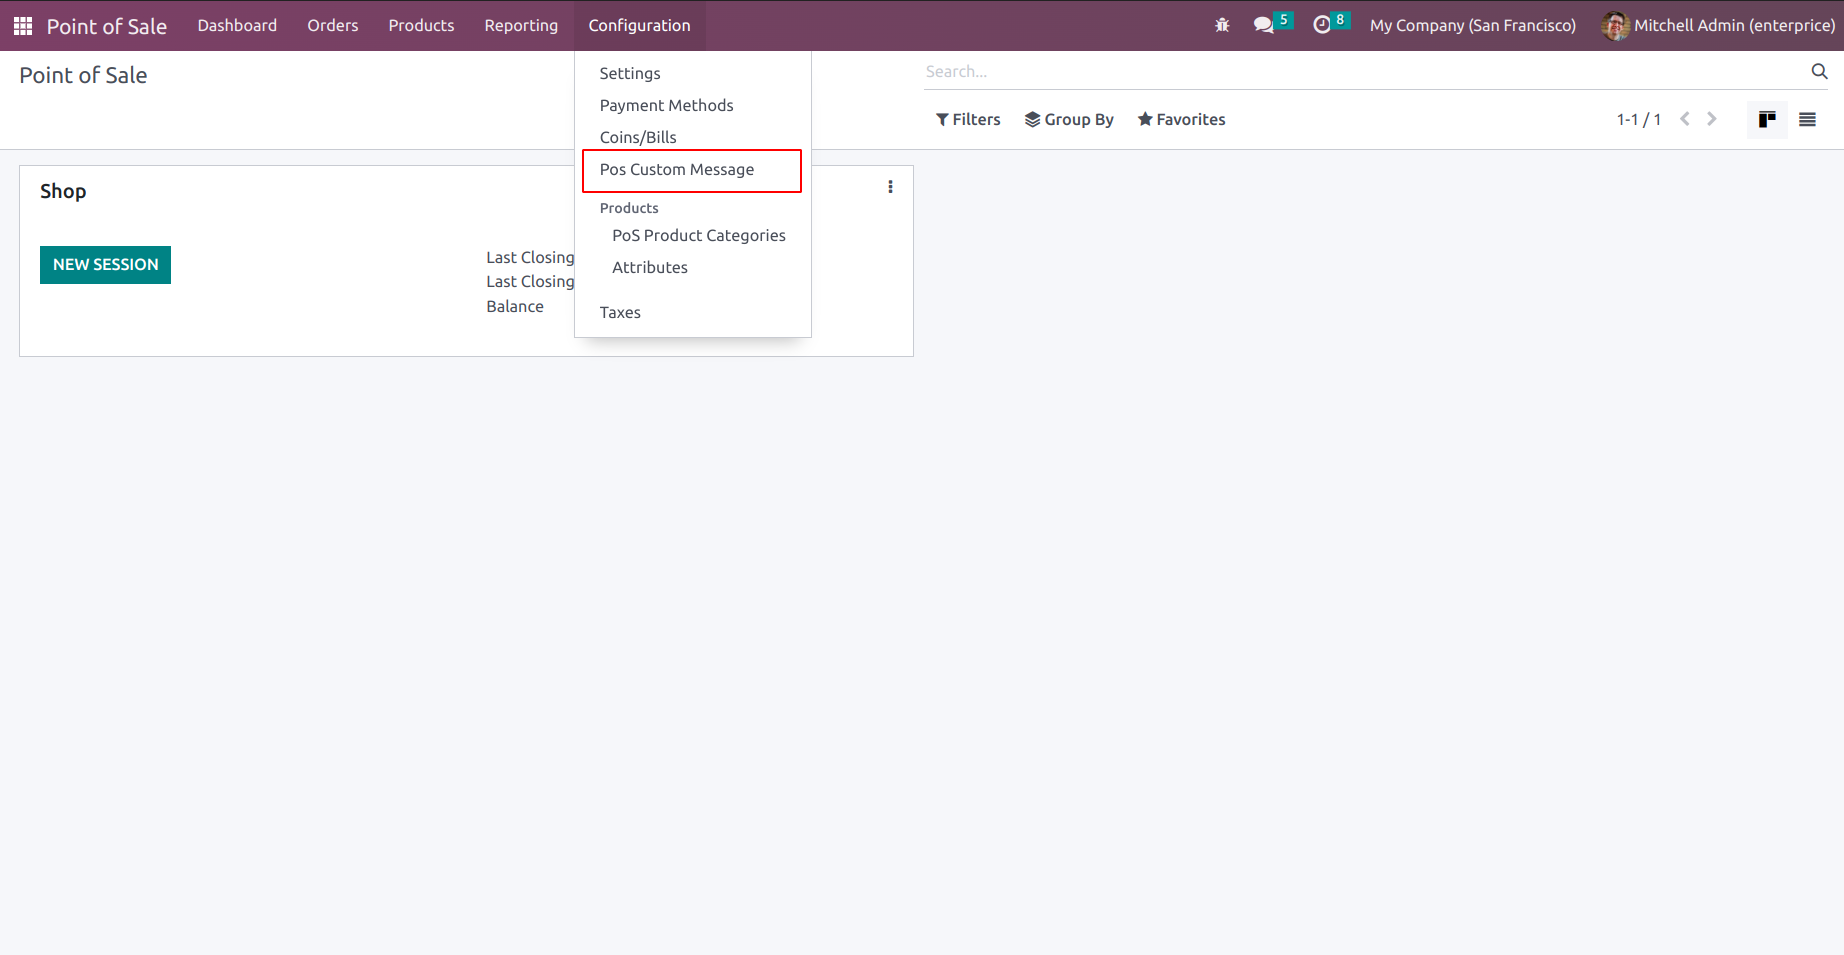 Point of Sale Dashboard Orders Products Reporting Configuration 5 8 My Company (San Francisco) Mitchell Admin (enterprice)
Point of Sale
Search...
Filters Group By Favorites 1-1 / 1
Settings
Payment Methods
Coins/Bills
Pos Custom Message
Products
PoS Product Categories
Attributes
Taxes
Shop
NEW SESSION
Last Closing
Last Closing
Balance